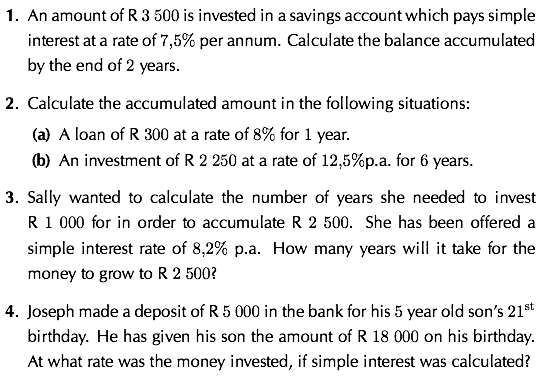 1. An amount of R 3 500 is invested in a savings account which pays simple
interest at a rate of 7,5% per annum. Calculate the balance accumulated
by the end of 2 years.
2. Calculate the accumulated amount in the following situations:
(a) A loan of R 300 at a rate of 8% for 1 year.
(b) An investment of R 2 250 at a rate of 12,5%p.a. for 6 years.
3. Sally wanted to calculate the number of years she needed to invest
R 1 000 for in order to accumulate R 2 500. She has been offered a
simple interest rate of 8,2% p.a. How many years will it take for the
money to grow to R 2 500?
4. Joseph made a deposit of R 5 000 in the bank for his 5 year old son's 21st
birthday. He has given his son the amount of R 18 000 on his birthday.
At what rate was the money invested, if simple interest was calculated?